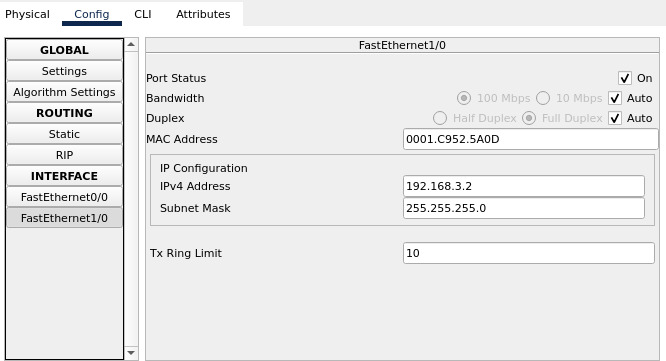 Physical Config CLI Attributes
GLOBAL
Settings
Algorithm Settings
ROUTING
Static
RIP
INTERFACE
FastEthernet0/0
FastEthernet1/0
FastEthernet1/0
Port Status On
Bandwidth 100 Mbps 10 Mbps Auto
Duplex Half Duplex Full Duplex Auto
MAC Address 0001.C952.5A0D
IP Configuration
IPv4 Address 192.168.3.2
Subnet Mask 255.255.255.0
Tx Ring Limit 10